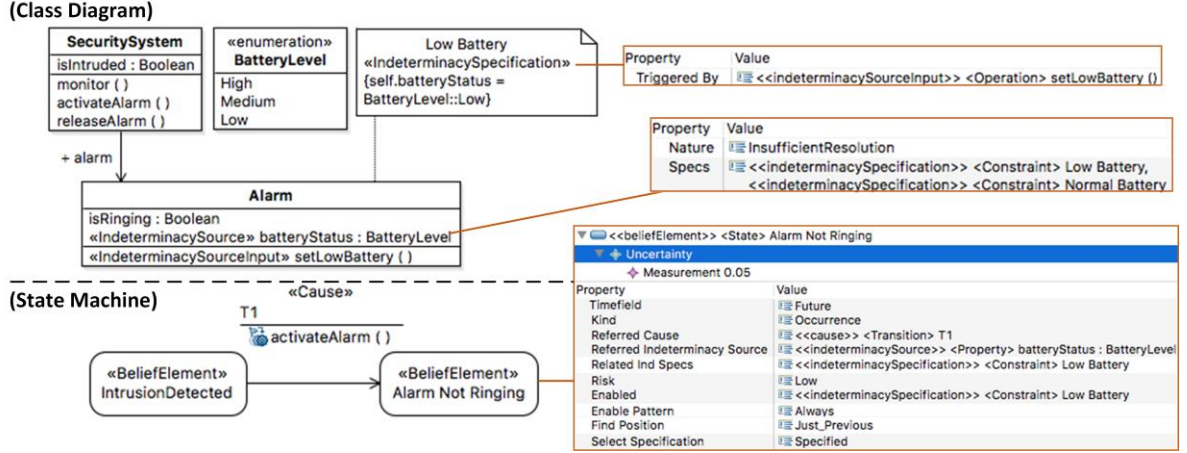 (Class Diagram)
SecuritySystem
isIntruded : Boolean
monitor ( )
activateAlarm ( )
releaseAlarm ( )
«enumeration»
BatteryLevel
High
Medium
Low
Low Battery
«IndeterminacySpecification»
{self.batteryStatus =
BatteryLevel::Low}
Property Value
Triggered By <<indeterminacySourceInput>> <Operation> setLowBattery ()
+ alarm
Property Value
Nature InsufficientResolution
Specs <<indeterminacySpecification>> <Constraint> Low Battery,
<<indeterminacySpecification>> <Constraint> Normal Battery
Alarm
isRinging : Boolean
«IndeterminacySource» batteryStatus : BatteryLevel
«IndeterminacySourceInput» setLowBattery ( )
(State Machine)
«Cause»
T1
activateAlarm ( )
«BeliefElement»
IntrusionDetected
«BeliefElement»
Alarm Not Ringing
<<beliefElement>> <State> Alarm Not Ringing
Uncertainty
Measurement 0.05
Property Value
Timefield Future
Kind Occurrence
Referred Cause <<cause>> <Transition> T1
Referred Indeterminacy Source <<indeterminacySource>> <Property> batteryStatus : BatteryLevel
Related Ind Specs <<indeterminacySpecification>> <Constraint> Low Battery
Risk Low
Enabled <<indeterminacySpecification>> <Constraint> Low Battery
Enable Pattern Always
Find Position Just_Previous
Select Specification Specified